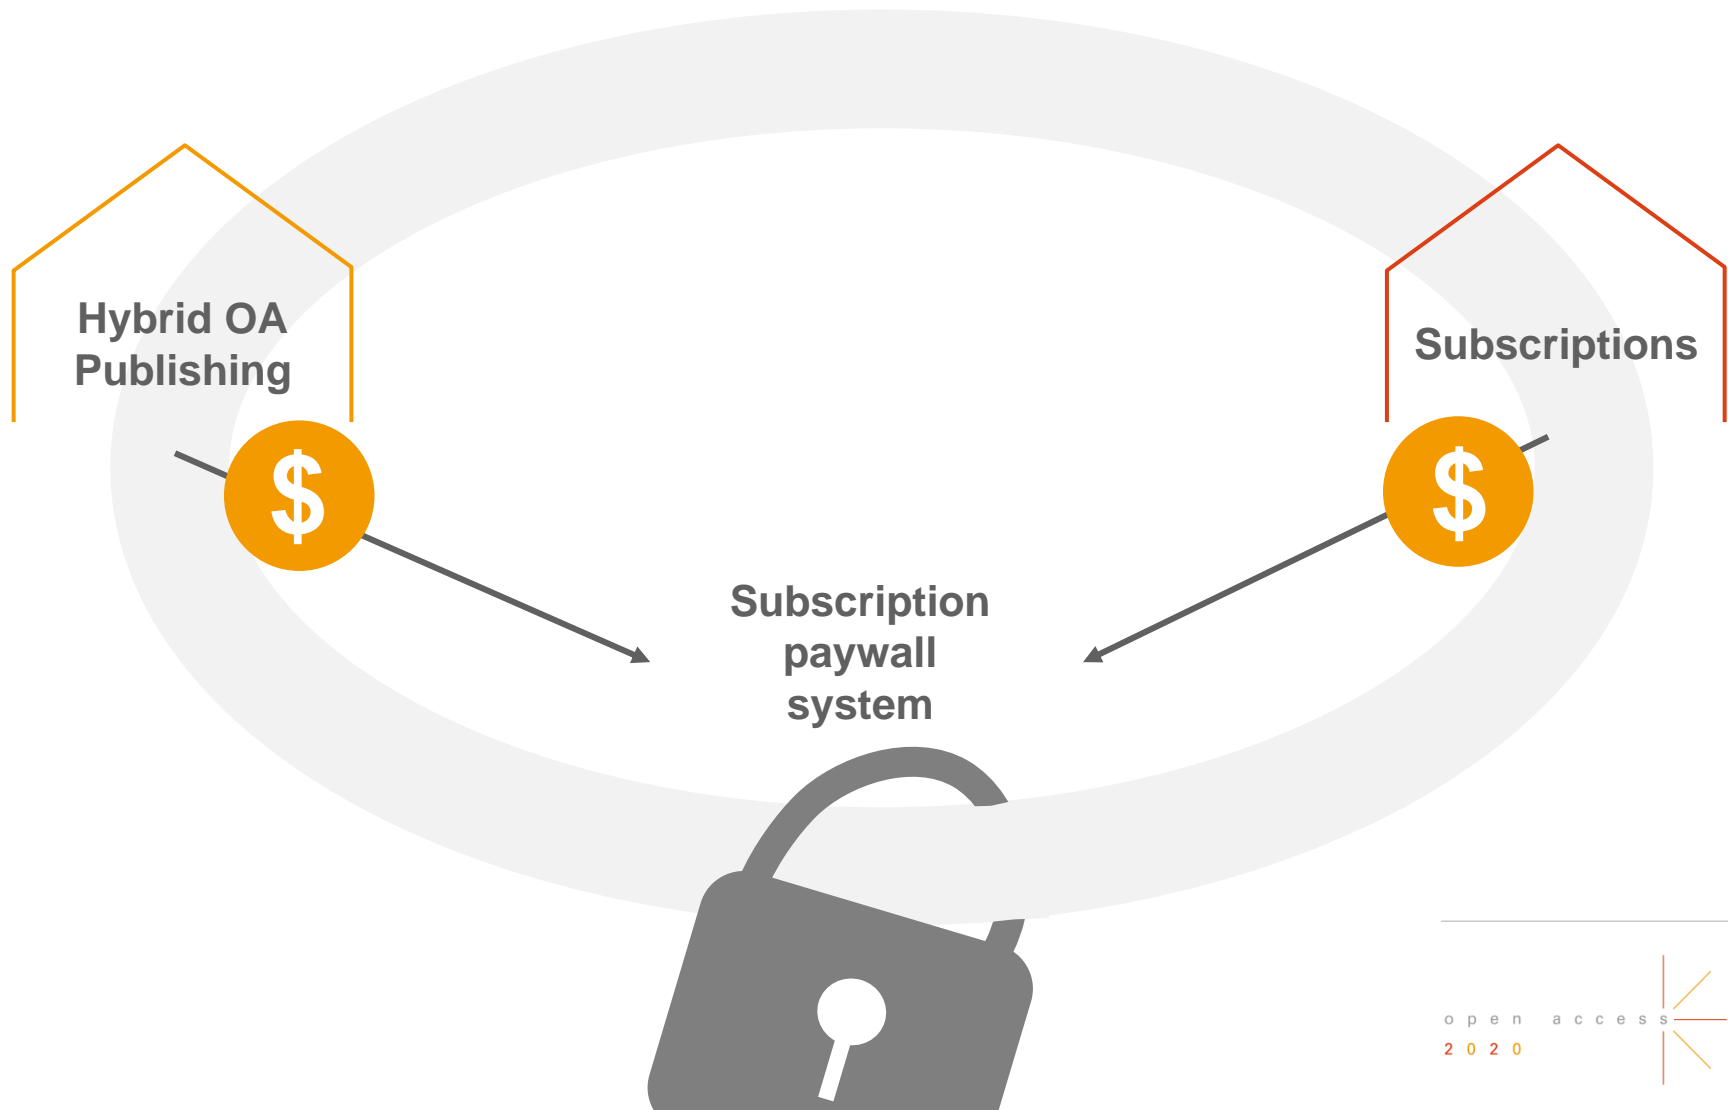 Hybrid OA
Publishing
Subscriptions
$
$
Subscription
paywall
system
open access
2020